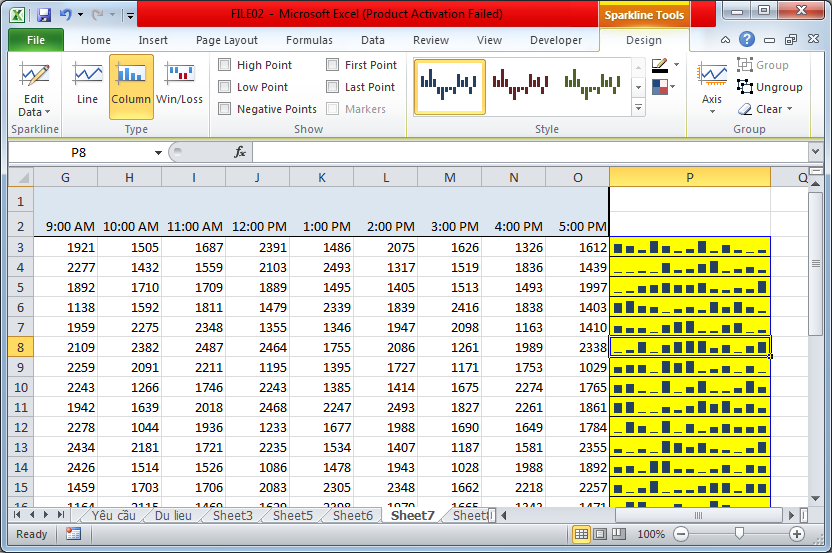 FILE02 - Microsoft Excel (Product Activation Failed)
Sparkline Tools
File Home Insert Page Layout Formulas Data Review View Developer Design
Edit Data
Line
Column
Win/Loss
High Point
Low Point
Negative Points
First Point
Last Point
Markers
Axis
Group
Ungroup
Clear
Sparkline Type Show Style Group
P8 fx
G H I J K L M N O P Q
1
2 9:00 AM 10:00 AM 11:00 AM 12:00 PM 1:00 PM 2:00 PM 3:00 PM 4:00 PM 5:00 PM
3 1921 1505 1687 2391 1486 2075 1626 1326 1612
4 2277 1432 1559 2103 2493 1317 1519 1836 1439
5 1892 1710 1709 1889 1495 1405 1513 1493 1997
6 1138 1592 1811 1479 2339 1839 2416 1838 1403
7 1959 2275 2348 1355 1346 1947 2098 1163 1410
8 2109 2382 2487 2464 1755 2086 1261 1989 2338
9 2259 2091 2211 1195 1395 1727 1171 1753 1029
10 2243 1266 1746 2243 1385 1414 1675 2274 1765
11 1942 1639 2018 2468 2247 2493 1827 2261 1861
12 2278 1044 1936 1233 1677 1988 1690 1649 1784
13 2434 2181 1721 2235 1534 1407 1187 1581 2355
14 2426 1514 1526 1086 1478 1943 1028 1988 1892
15 1459 1703 1706 2083 2305 2348 1662 2218 2257
Yêu cầu Du lieu Sheet3 Sheet5 Sheet6 Sheet7 Sheet
Ready 100%